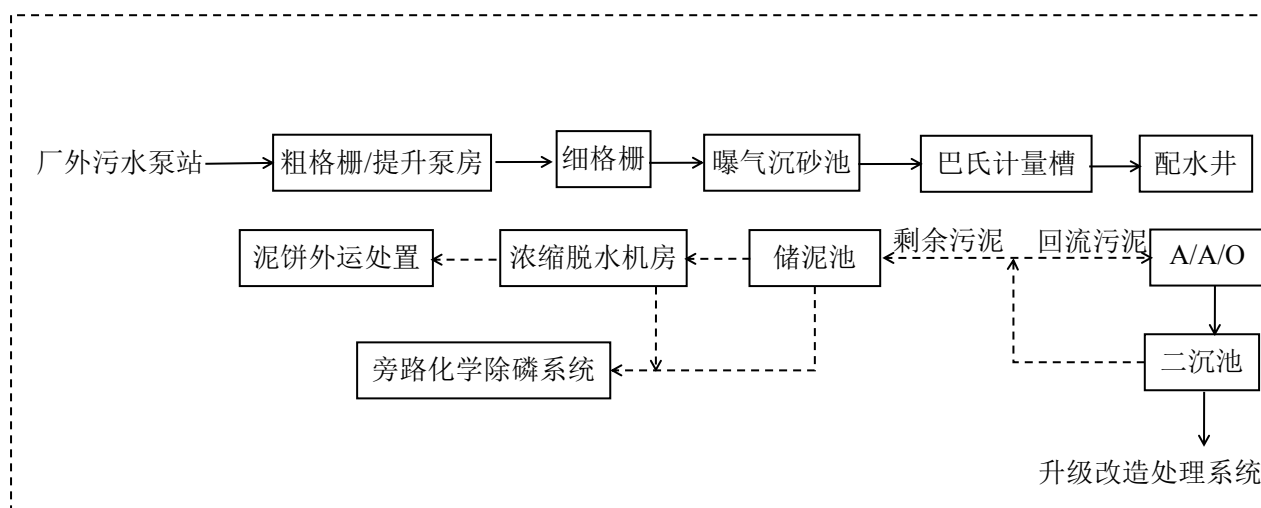 厂外污水泵站
粗格栅/提升泵房
细格栅
曝气沉砂池
巴氏计量槽
配水井
泥饼外运处置
浓缩脱水机房
储泥池
剩余污泥
回流污泥
A/A/O
旁路化学除磷系统
二沉池
升级改造处理系统